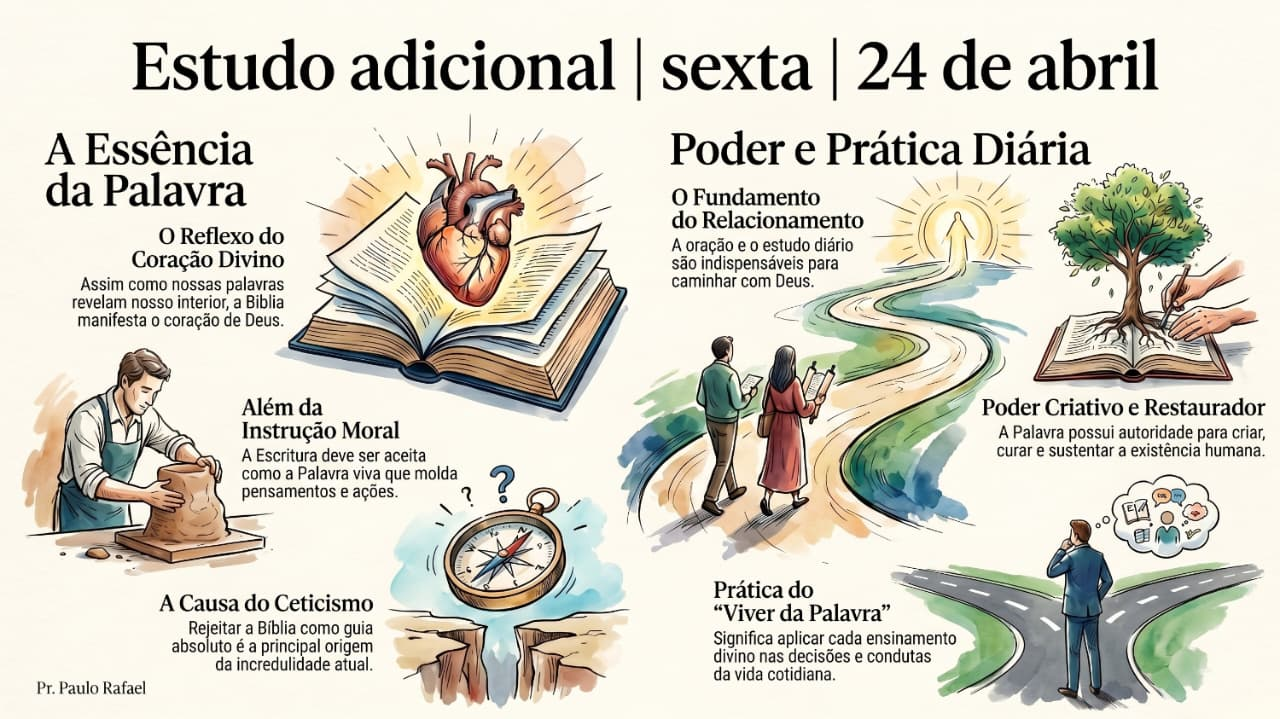 Estudo adicional | sexta | 24 de abril
A Essência
da Palavra
O Reflexo do
Coração Divino
Assim como nossas palavras
revelam nosso interior, a Bíblia
manifesta o coração de Deus.
Além da
Instrução Moral
A Escritura deve ser aceita
como a Palavra viva que molda
pensamentos e ações.
? ?
A Causa do Ceticismo
Rejeitar a Bíblia como guia
absoluto é a principal origem
da incredulidade atual.
Poder e Prática Diária
O Fundamento
do Relacionamento
A oração e o estudo diário
são indispensáveis para
caminhar com Deus.
Poder Criativo e Restaurador
A Palavra possui autoridade para criar,
curar e sustentar a existência humana.
Prática do
“Viver da Palavra”
Significa aplicar cada ensinamento
divino nas decisões e condutas
da vida cotidiana.
Pr. Paulo Rafael